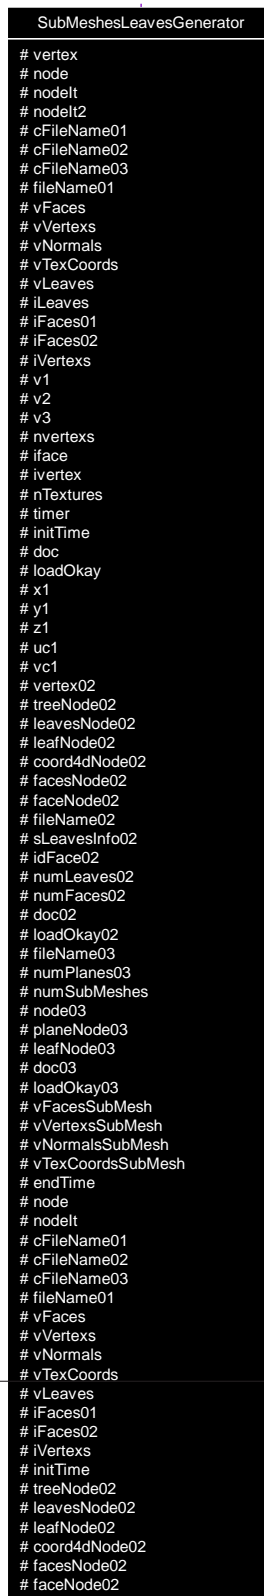 SubMeshesLeavesGenerator
# vertex
# node
# nodeIt
# nodeIt2
# cFileName01
# cFileName02
# cFileName03
# fileName01
# vFaces
# vVertexs
# vNormals
# vTexCoords
# vLeaves
# iLeaves
# iFaces01
# iFaces02
# iVertexs
# v1
# v2
# v3
# nvertexs
# iface
# ivertex
# nTextures
# timer
# initTime
# doc
# loadOkay
# x1
# y1
# z1
# uc1
# vc1
# vertex02
# treeNode02
# leavesNode02
# leafNode02
# coord4dNode02
# facesNode02
# faceNode02
# fileName02
# sLeavesInfo02
# idFace02
# numLeaves02
# numFaces02
# doc02
# loadOkay02
# fileName03
# numPlanes03
# numSubMeshes
# node03
# planeNode03
# leafNode03
# doc03
# loadOkay03
# vFacesSubMesh
# vVertexsSubMesh
# vNormalsSubMesh
# vTexCoordsSubMesh
# endTime
# node
# nodeIt
# cFileName01
# cFileName02
# cFileName03
# fileName01
# vFaces
# vVertexs
# vNormals
# vTexCoords
# vLeaves
# iFaces01
# iFaces02
# iVertexs
# initTime
# treeNode02
# leavesNode02
# leafNode02
# coord4dNode02
# facesNode02
# faceNode02